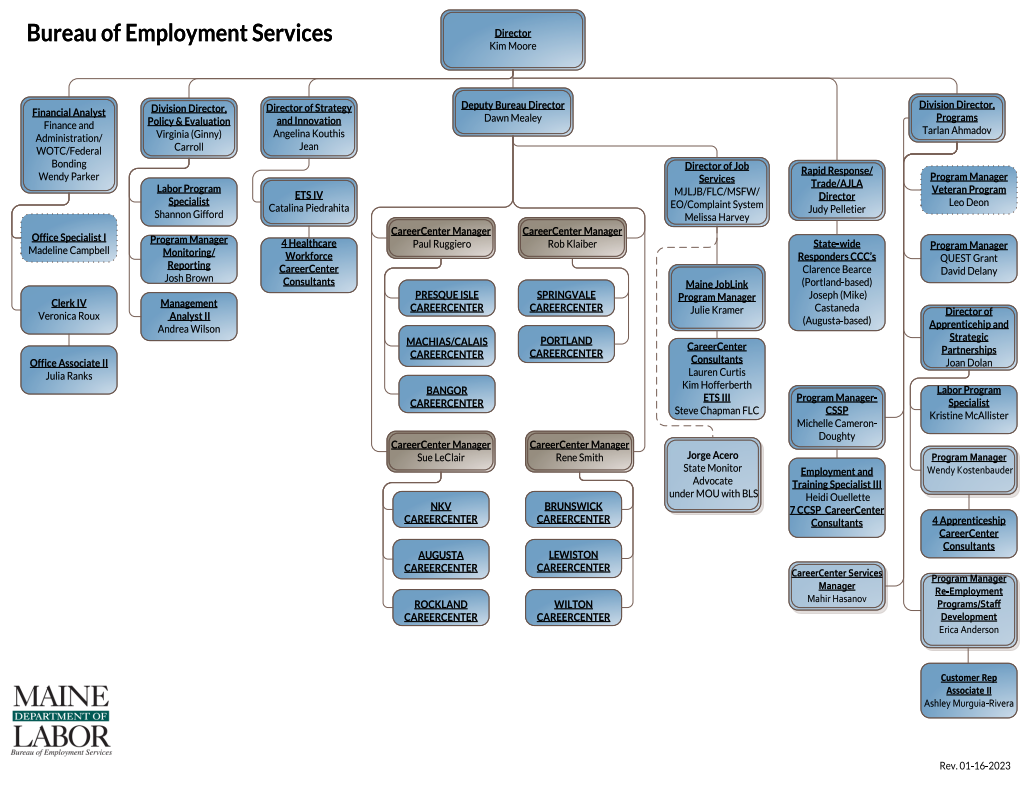 Bureau of Employment Services
Director
Kim Moore
Financial Analyst
Finance and
Administration/
WOTC/Federal
Bonding
Wendy Parker
Office Specialist I
Madeline Campbell
Clerk IV
Veronica Roux
Office Associate II
Julia Ranks
Division Director,
Policy & Evaluation
Virginia (Ginny)
Carroll
Labor Program
Specialist
Shannon Gifford
Program Manager
Monitoring/
Reporting
Josh Brown
Management
Analyst II
Andrea Wilson
Director of Strategy
and Innovation
Angelina Kouthis
Jean
ETS IV
Catalina Piedrahita
4 Healthcare
Workforce
CareerCenter
Consultants
Deputy Bureau Director
Dawn Mealey
CareerCenter Manager
Paul Ruggiero
PRESQUE ISLE
CAREERCENTER
MACHIAS/CALAIS
CAREERCENTER
BANGOR
CAREERCENTER
CareerCenter Manager
Rob Klaiber
SPRINGVALE
CAREERCENTER
PORTLAND
CAREERCENTER
CareerCenter Manager
Sue LeClair
NKV
CAREERCENTER
AUGUSTA
CAREERCENTER
ROCKLAND
CAREERCENTER
CareerCenter Manager
Rene Smith
BRUNSWICK
CAREERCENTER
LEWISTON
CAREERCENTER
WILTON
CAREERCENTER
Director of Job
Services
MJLJB/FLC/MSFW/
EO/Complaint System
Melissa Harvey
Maine JobLink
Program Manager
Julie Kramer
CareerCenter
Consultants
Lauren Curtis
Kim Hofferberth
ETS III
Steve Chapman FLC
Jorge Acero
State Monitor
Advocate
under MOU with BLS
Rapid Response/
Trade/AJLA
Director
Judy Pelletier
State-wide
Responders CCC's
Clarence Bearce
(Portland-based)
Joseph (Mike)
Castaneda
(Augusta-based)
Program Manager-
CSSP
Michelle Cameron-
Doughty
Employment and
Training Specialist III
Heidi Ouellette
7 CCSP CareerCenter
Consultants
CareerCenter Services
Manager
Mahir Hasanov
Division Director,
Programs
Tarlan Ahmadov
Program Manager
Veteran Program
Leo Deon
Program Manager
QUEST Grant
David Delany
Director of
Apprenticehip and
Strategic
Partnerships
Joan Dolan
Labor Program
Specialist
Kristine McAllister
Program Manager
Wendy Kostenbauder
4 Apprenticeship
CareerCenter
Consultants
Program Manager
Re-Employment
Programs/Staff
Development
Erica Anderson
Customer Rep
Associate II
Ashley Murguia-Rivera
MAINE
DEPARTMENT OF
LABOR
Bureau of Employment Services
Rev. 01-16-2023